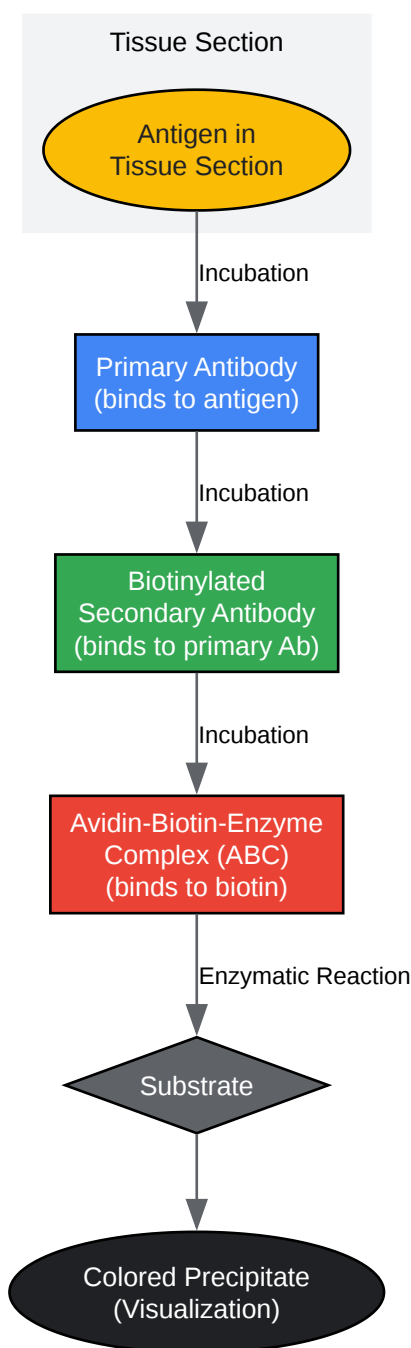 Tissue Section
Antigen in
Tissue Section
Incubation
Primary Antibody
(binds to antigen)
Incubation
Biotinylated
Secondary Antibody
(binds to primary Ab)
Incubation
Avidin-Biotin-Enzyme
Complex (ABC)
(binds to biotin)
Enzymatic Reaction
Substrate
Colored Precipitate
(Visualization)